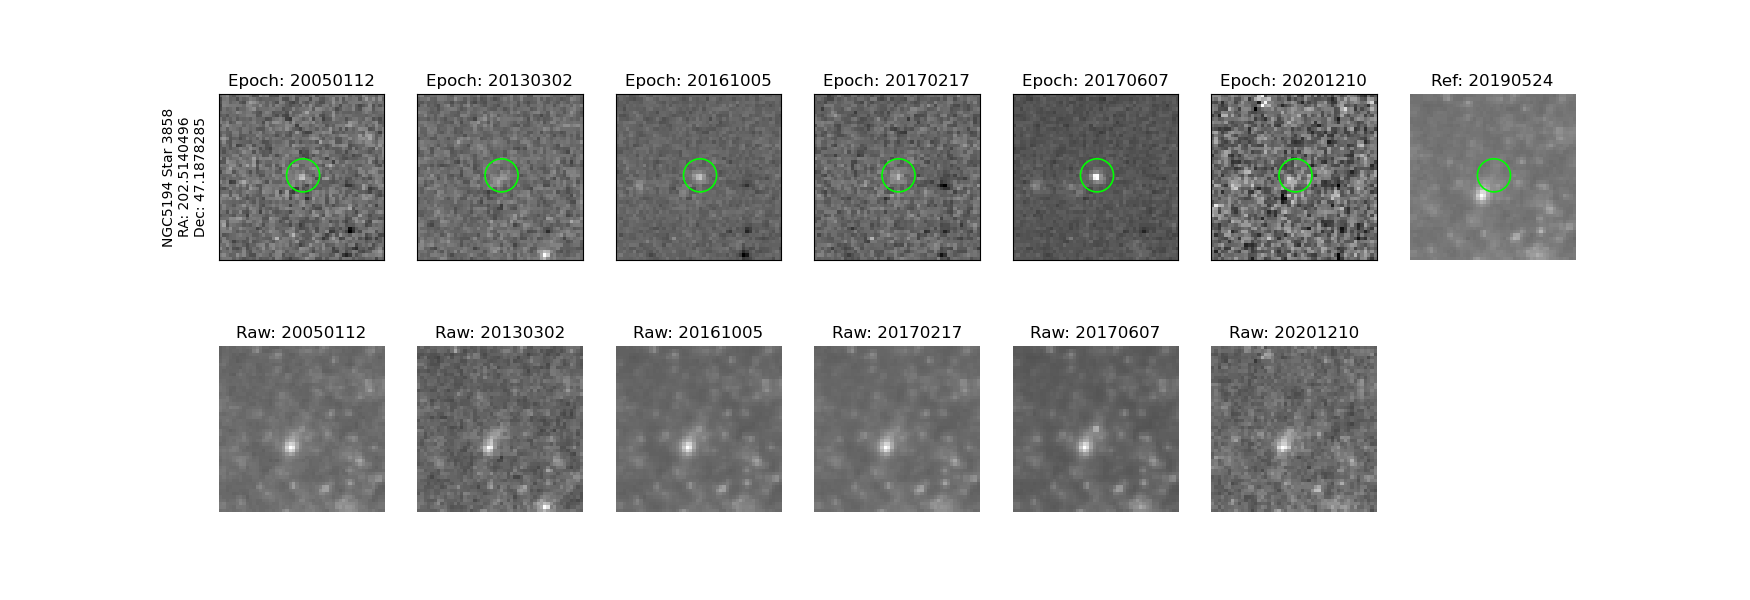 Epoch: 20050112
Epoch: 20130302
Epoch: 20161005
Epoch: 20170217
Epoch: 20170607
Epoch: 20201210
Ref: 20190524
NGC5194 Star 3858
RA: 202.5140496
Dec: 47.1878285
Raw: 20050112
Raw: 20130302
Raw: 20161005
Raw: 20170217
Raw: 20170607
Raw: 20201210